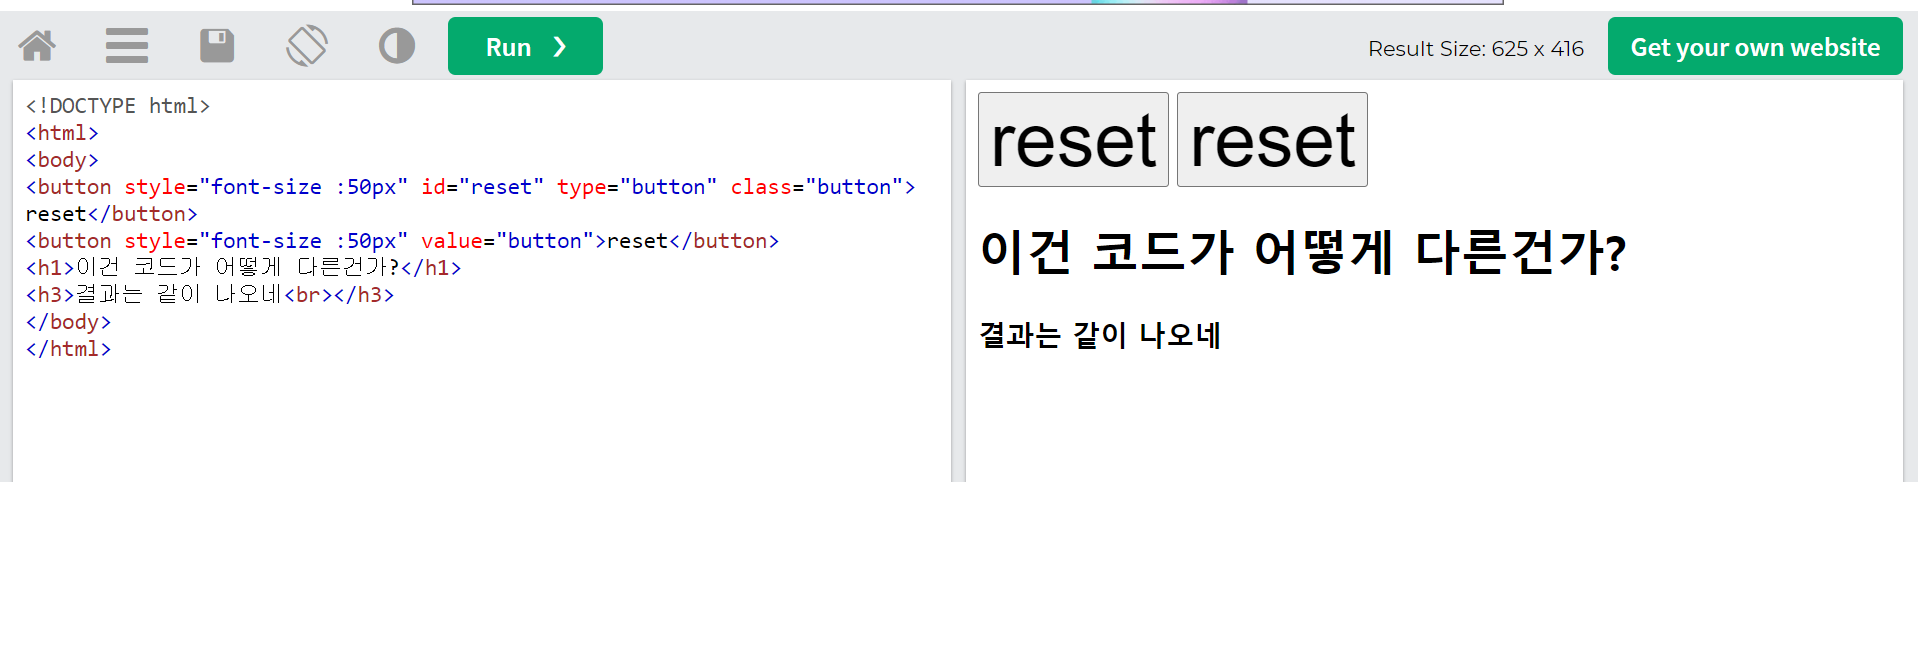 Run ❯
Result Size: 625 x 416
Get your own website
<!DOCTYPE html>
<html>
<body>
<button style="font-size :50px" id="reset" type="button" class="button">
reset</button>
<button style="font-size :50px" value="button">reset</button>
<h1>이건 코드가 어떻게 다른건가?</h1>
<h3>결과는 같이 나오네<br></h3>
</body>
</html>
reset reset
이건 코드가 어떻게 다른건가?
결과는 같이 나오네